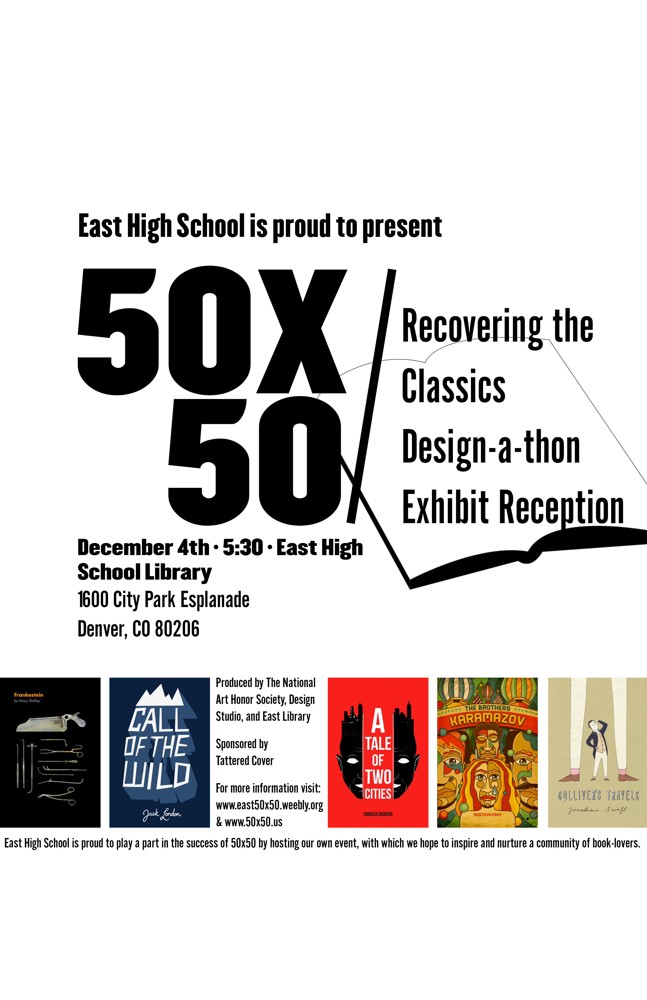 East High School is proud to present
50X
50
Recovering the
Classics
Design-a-thon
Exhibit Reception
December 4th · 5:30 · East High
School Library
1600 City Park Esplanade
Denver, CO 80206
Frankestein
by Mary Shelley
CALL
OF THE
WILD
Jack London
Produced by The National
Art Honor Society, Design
Studio, and East Library
Sponsored by
Tattered Cover
For more information visit:
www.east50x50.weebly.org
& www.50x50.us
A
TALE
OF
TWO
CITIES
CHARLES DICKENS
THE BROTHERS
KARAMAZOV
DOSTOYEVSKY
GULLIVER'S TRAVELS
Jonathan Swift
East High School is proud to play a part in the success of 50x50 by hosting our own event, with which we hope to inspire and nurture a community of book-lovers.